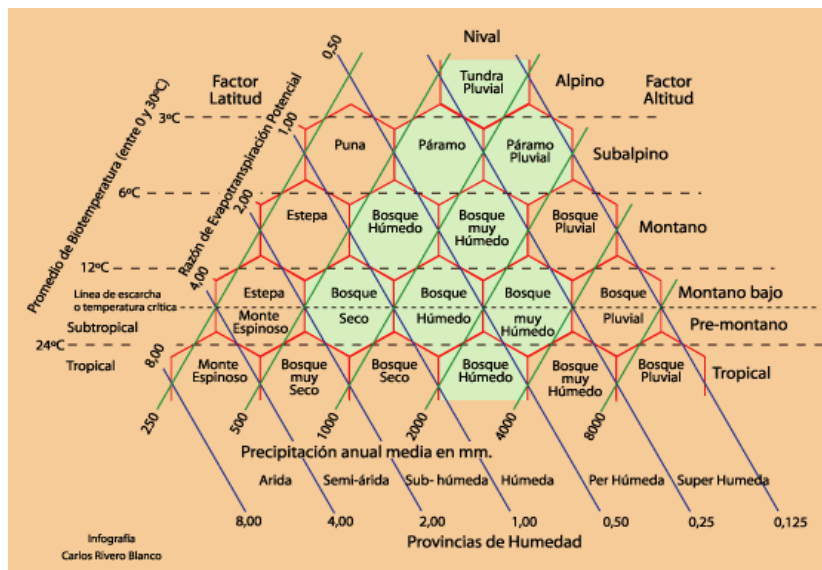 Nival
0,50
Factor
Latitud
Tundra
Pluvial
Alpino
Factor
Altitud
Promedio de Biotemperatura (entre 0 y 30ºC)
Razón de Evapotranspiración Potencial
3ºC
1,00
Puna
Páramo
Páramo
Pluvial
Subalpino
6ºC
2,00
Estepa
Bosque
Húmedo
Bosque
muy
Húmedo
Bosque
Pluvial
Montano
12ºC
4,00
Línea de escarcha
o temperatura crítica
Estepa
Bosque
Bosque
Bosque
Bosque
Montano bajo
Subtropical
Monte
Espinoso
Seco
Húmedo
muy
Húmedo
Pluvial
Pre-montano
24ºC
8,00
Tropical
Monte
Espinoso
Bosque
muy
Seco
Bosque
Seco
Bosque
Húmedo
Bosque
muy
Húmedo
Bosque
Pluvial
Tropical
250
500
1000
2000
4000
8000
Precipitación anual media en mm.
Arida
Semi-árida
Sub- húmeda
Húmeda
Per Húmeda
Super Humeda
8,00
4,00
2,00
1,00
0,50
0,25
0,125
Provincias de Humedad
Infografía
Carlos Rivero Blanco